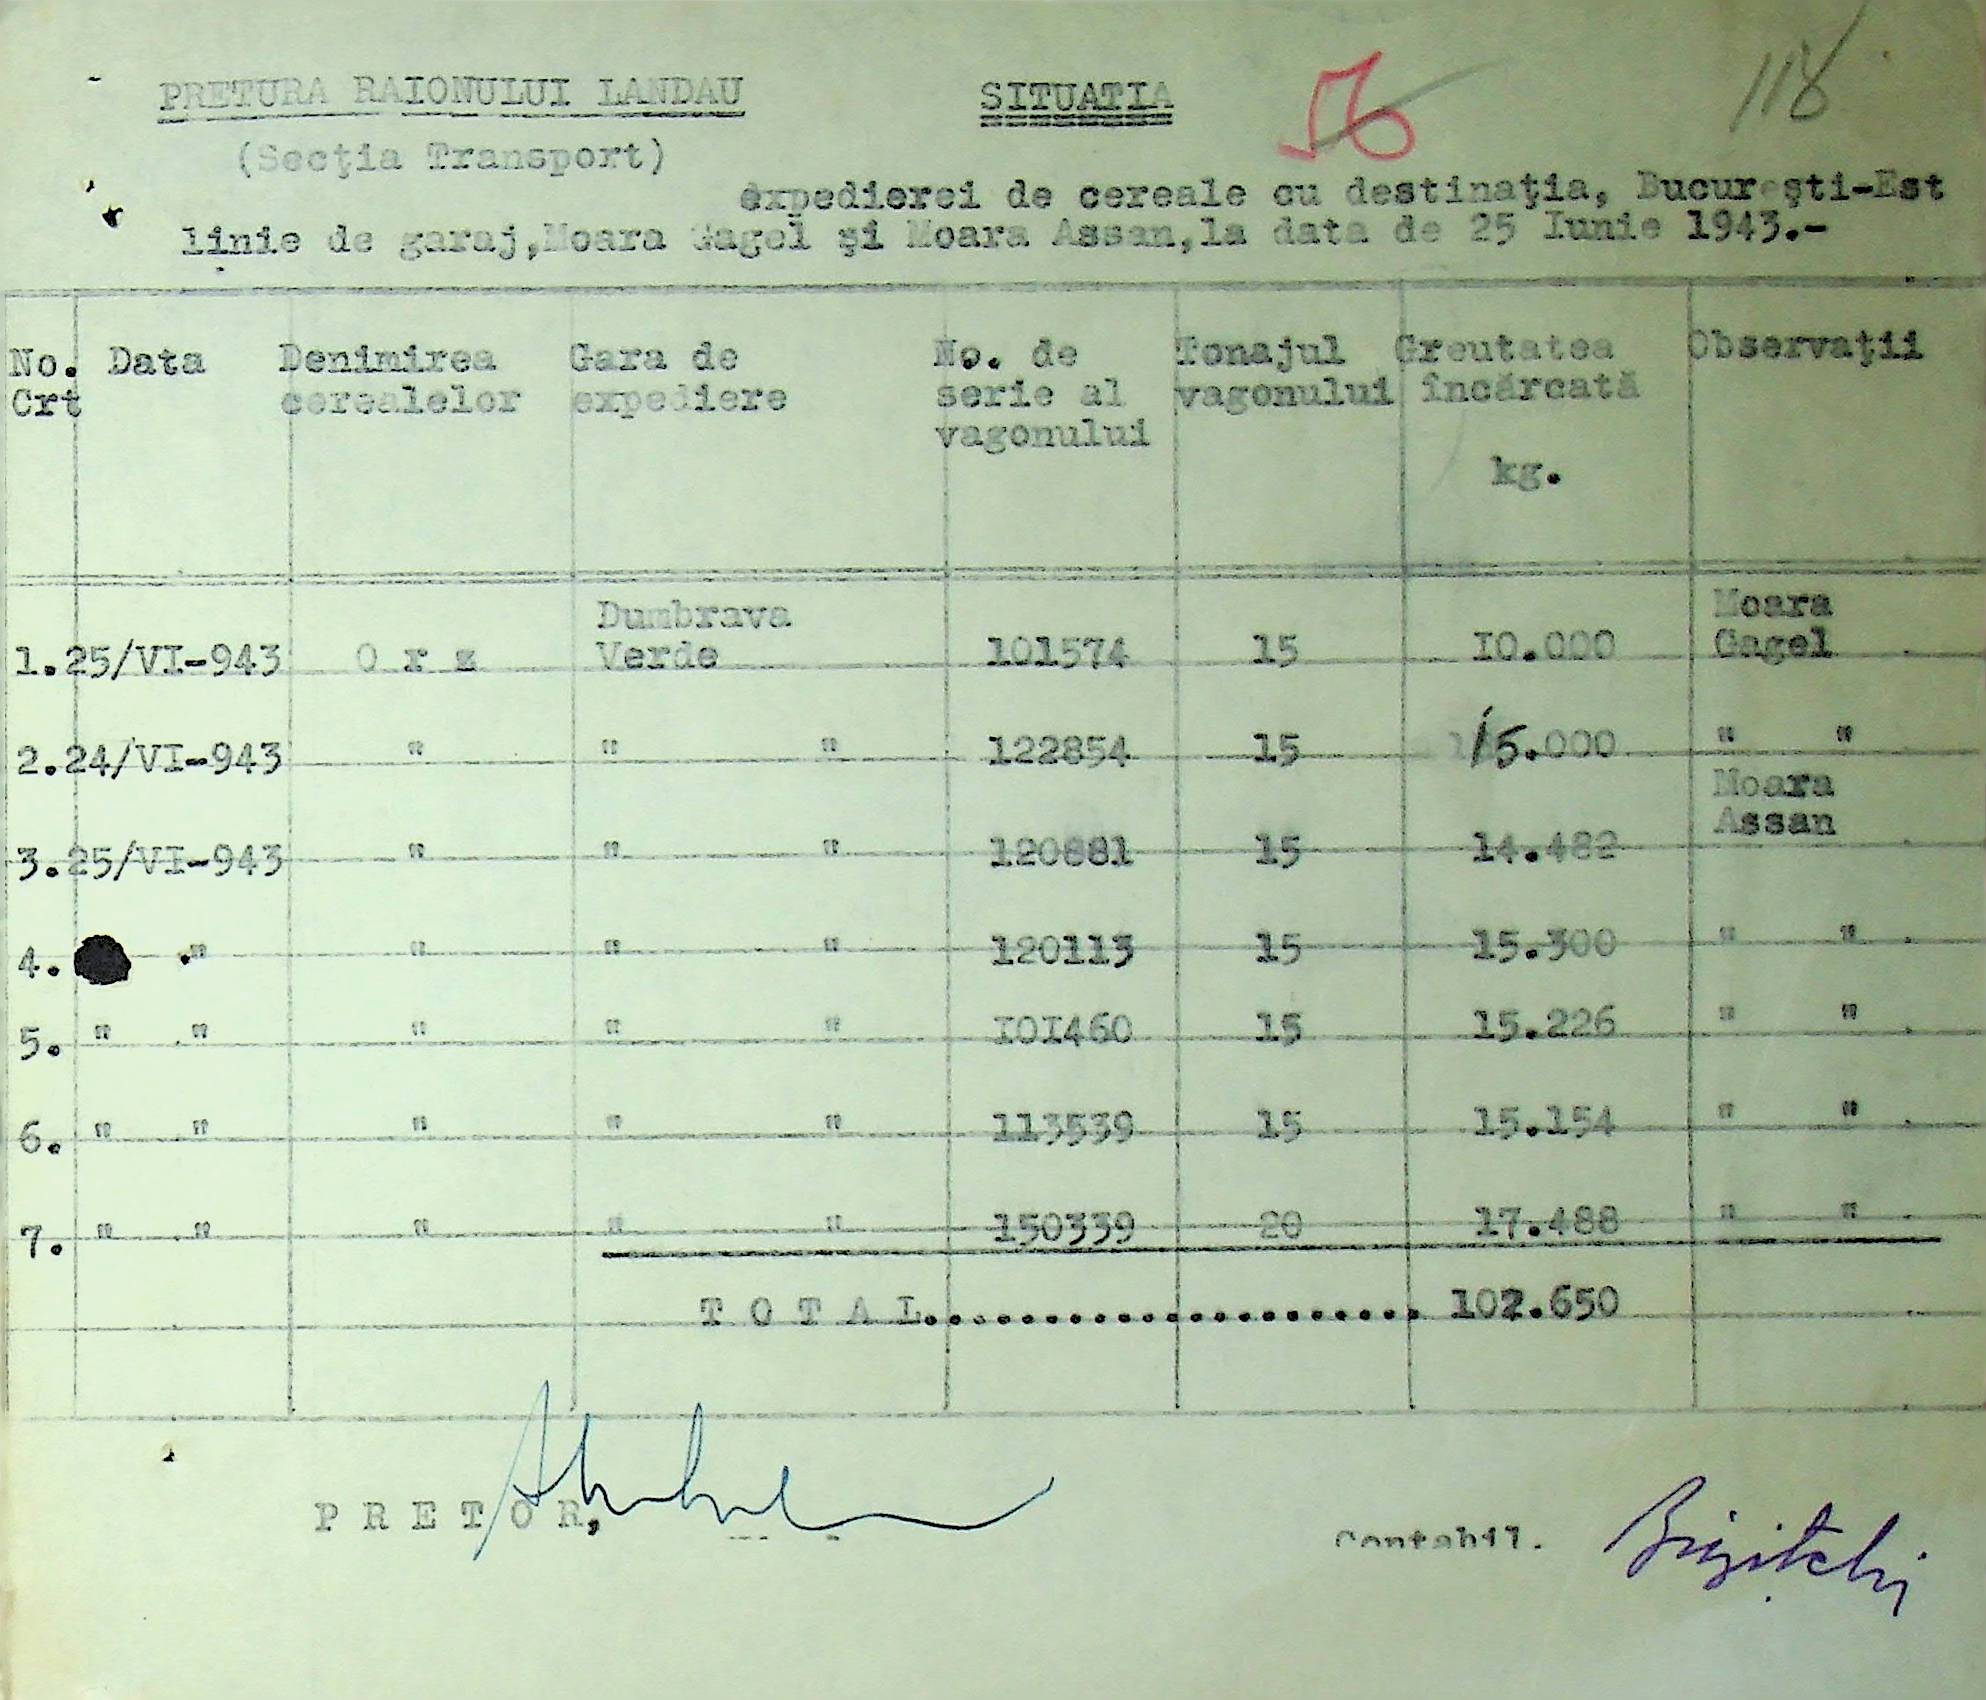 PRETURA RAIONULUI LANDAU SITUATIA 56 118
(Secţia Transport)
expedierei de cereale cu destinaţia, Bucureşti-Est
linie de garaj,Moara Gagel şi Moara Assan,la data de 25 Iunie 1943.-
No. Data Denimirea Gara de No. de Tonajul Greutatea Observaţii
Crt cerealelor expediere serie al vagonului încărcată
vagonului
kg.
Dumbrava Moara
1. 25/VI-943 O r z Verde 101574 15 I0.000 Gagel
2. 24/VI-943 " " " 122854 15 15.000 " "
Moara
Assan
3. 25/VI-943 " " " 120881 15 14.482
4. " " " " 120113 15 15.300 " "
5. " " " " " I0I460 15 15.226 " "
6. " " " " " 113539 15 15.154 " "
7. " " " " " 150339 20 17.488 " "
T O T A L..................... 102.650
P R E T O R,
Contabil.